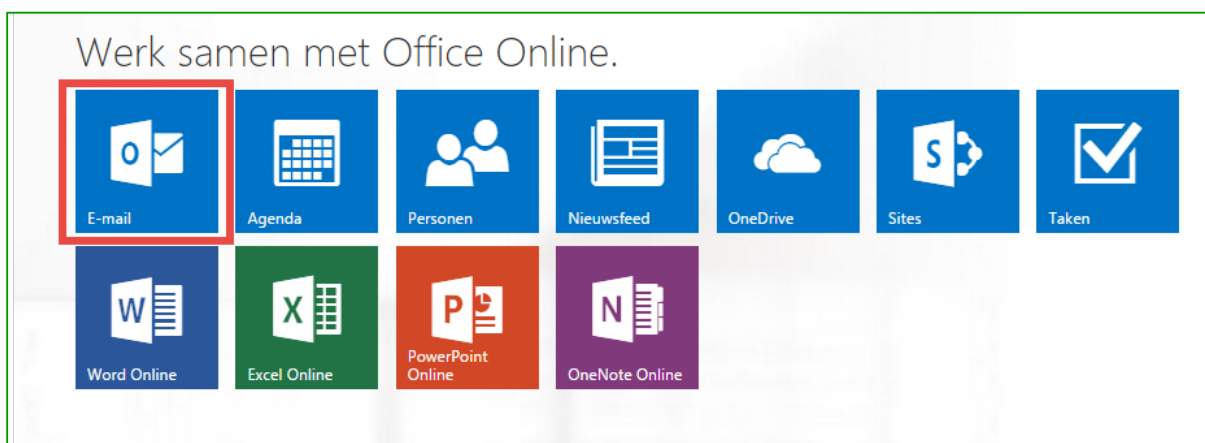 Werk samen met Office Online.
E-mail
Agenda
Personen
Nieuwsfeed
OneDrive
Sites
Taken
Word Online
Excel Online
PowerPoint
Online
OneNote Online